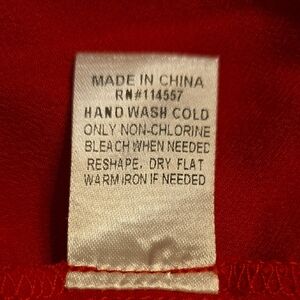 MADE IN CHINA
RN#114557
HAND WASH COLD
ONLY NON-CHLORINE
BLEACH WHEN NEEDED
RESHAPE, DRY FLAT
WARM IRON IF NEEDED